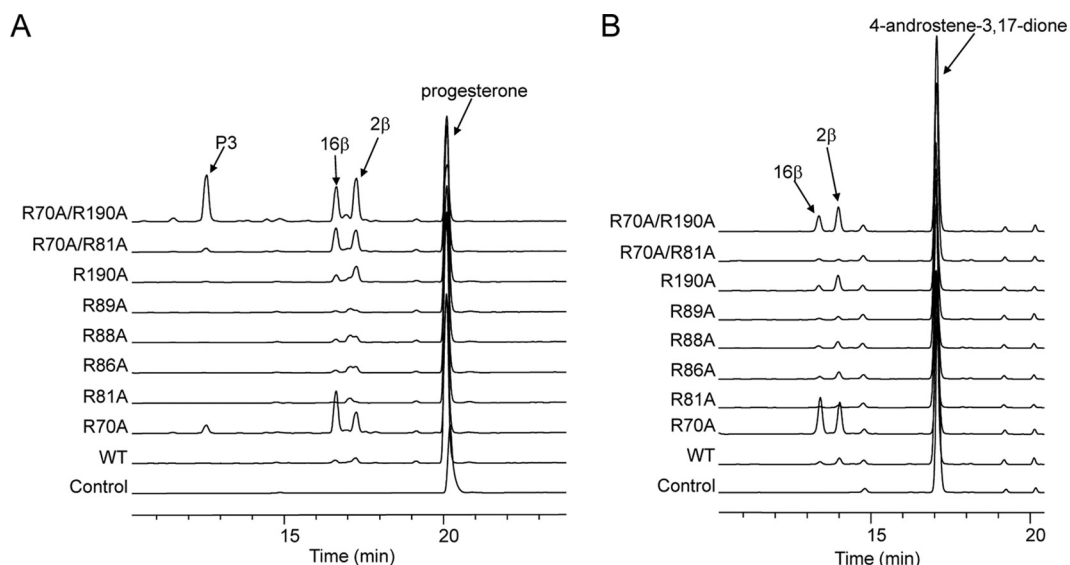 A
progesterone
P3
16β
2β
R70A/R190A
R70A/R81A
R190A
R89A
R88A
R86A
R81A
R70A
WT
Control
15
20
Time (min)
B
4-androstene-3,17-dione
2β
16β
R70A/R190A
R70A/R81A
R190A
R89A
R88A
R86A
R81A
R70A
WT
Control
15
20
Time (min)